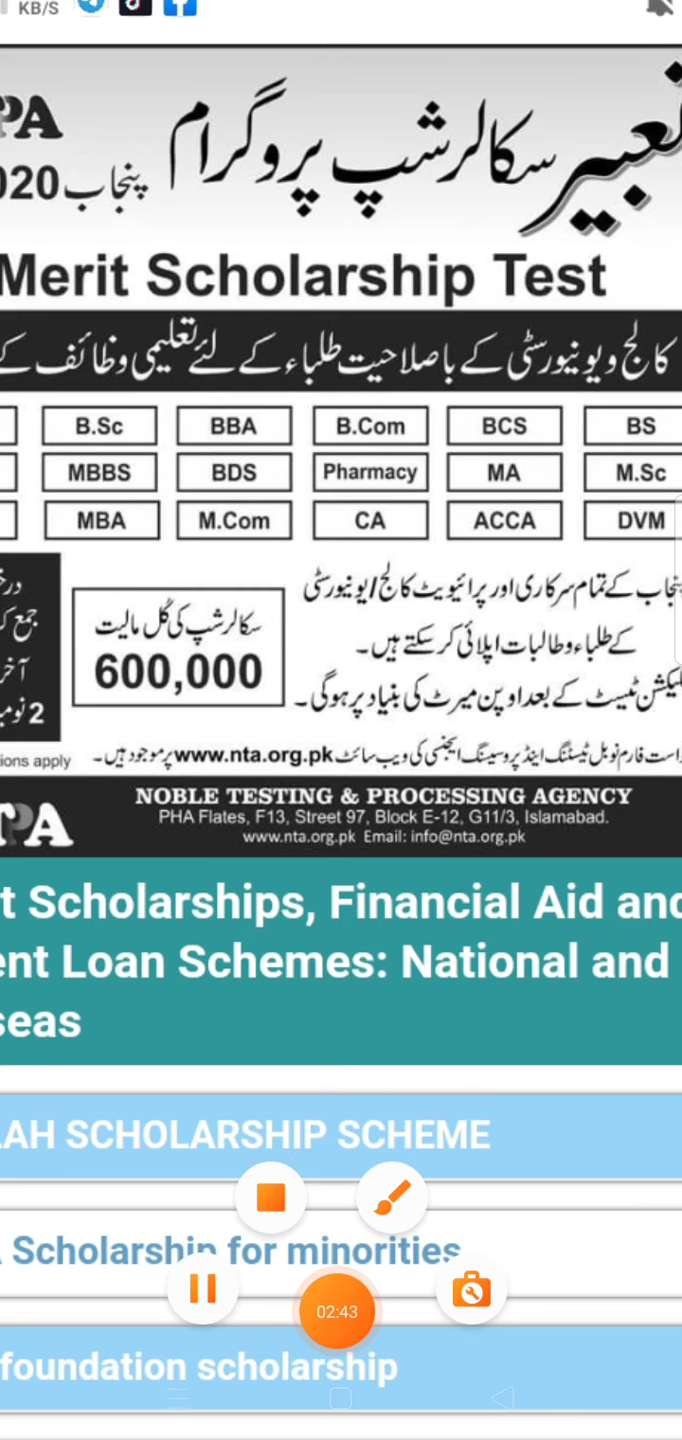 KB/S
PA
تعبیر سکالرشپ پروگرام
پنجاب 020
Merit Scholarship Test
کالج و یونیورسٹی کے باصلاحیت طلباء کے لئے تعلیمی وظائف کے
B.Sc BBA B.Com BCS BS
MBBS BDS Pharmacy MA M.Sc
MBA M.Com CA ACCA DVM
کے تمام سرکاری اور پرائیویٹ کالج/یونیورسٹی
کے طلباء و طالبات اپلائی کر سکتے ہیں۔
ٹیسٹ کے بعد اوپن میرٹ کی بنیاد پر ہوگی۔
سکالرشپ کی کُل مالیت
600,000
جمع
2
فارم نوبل ٹیسٹنگ اینڈ پروسیسنگ ایجنسی کی ویب سائٹ www.nta.org.pk پر موجود ہیں۔
ions apply
PA
NOBLE TESTING & PROCESSING AGENCY
PHA Flates, F13, Street 97, Block E-12, G11/3, Islamabad.
www.nta.org.pk Email: info@nta.org.pk
t Scholarships, Financial Aid and
ent Loan Schemes: National and
seas
LAH SCHOLARSHIP SCHEME
Scholarship for minorities
foundation scholarship
02:43